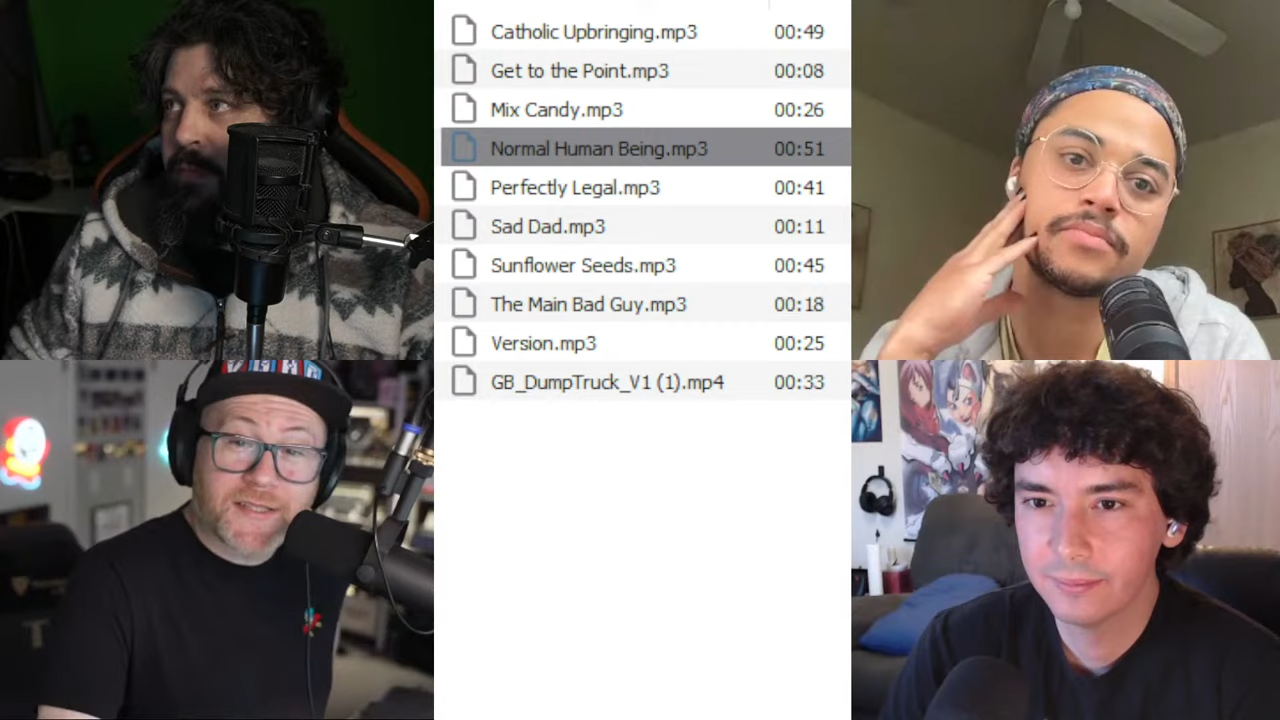 Catholic Upbringing.mp3 00:49
Get to the Point.mp3 00:08
Mix Candy.mp3 00:26
Normal Human Being.mp3 00:51
Perfectly Legal.mp3 00:41
Sad Dad.mp3 00:11
Sunflower Seeds.mp3 00:45
The Main Bad Guy.mp3 00:18
Version.mp3 00:25
GB_DumpTruck_V1 (1).mp4 00:33